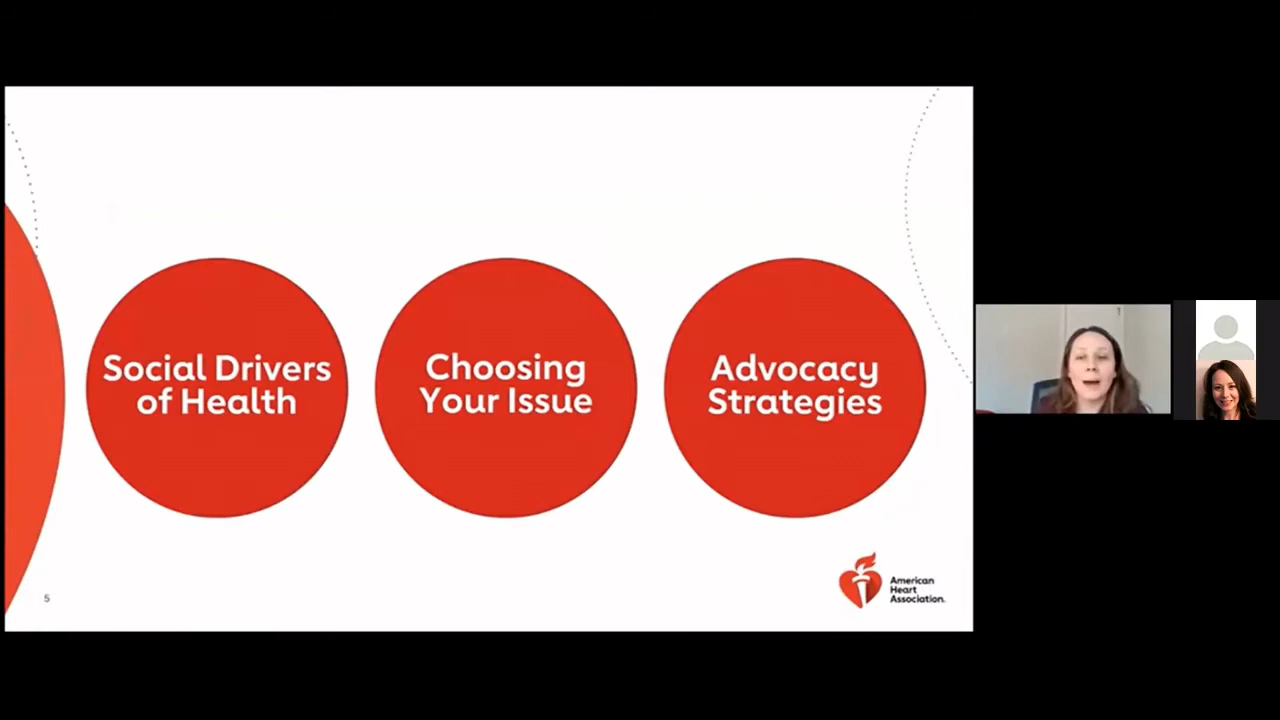 Social Drivers
of Health
Choosing
Your Issue
Advocacy
Strategies
5
American
Heart
Association.